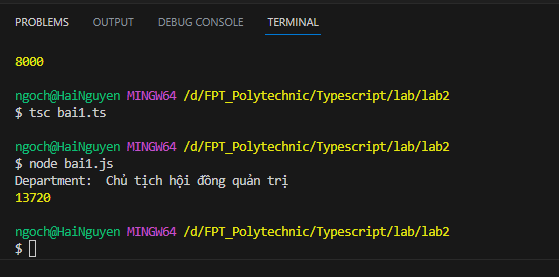 PROBLEMS OUTPUT DEBUG CONSOLE TERMINAL
8000
ngoch@HaiNguyen MINGW64 /d/FPT_Polytechnic/Typescript/lab/lab2
$ tsc bai1.ts
ngoch@HaiNguyen MINGW64 /d/FPT_Polytechnic/Typescript/lab/lab2
$ node bai1.js
Department:  Chủ tịch hội đồng quản trị
13720
ngoch@HaiNguyen MINGW64 /d/FPT_Polytechnic/Typescript/lab/lab2
$